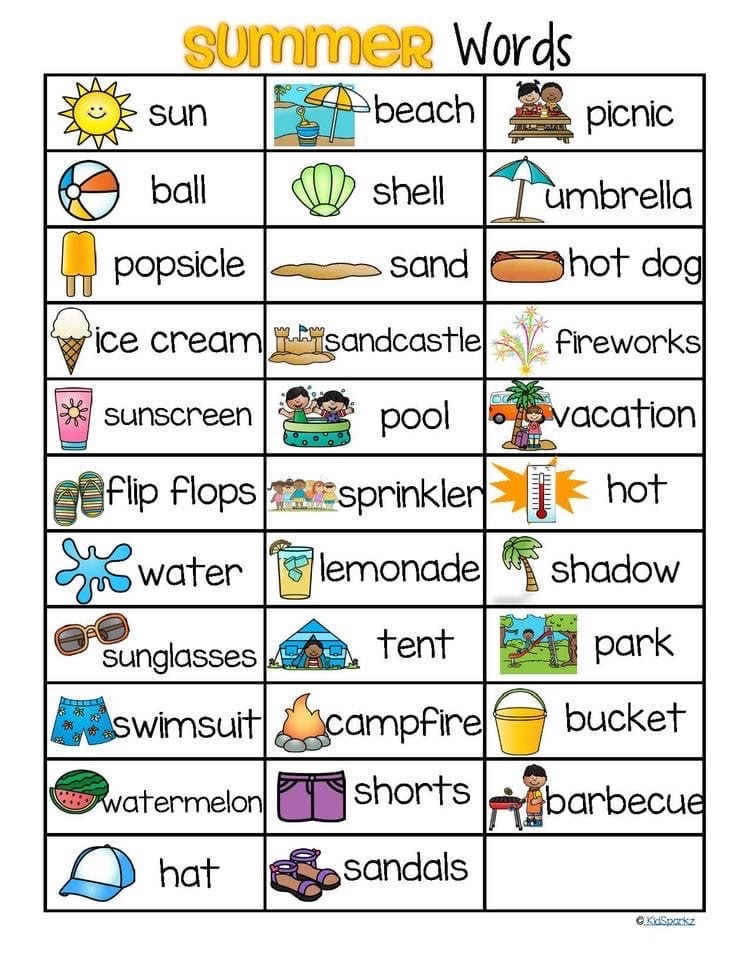 SUMMER Words
sun beach picnic
ball shell umbrella
popsicle sand hot dog
ice cream sandcastle fireworks
sunscreen pool vacation
flip flops sprinkler hot
water lemonade shadow
sunglasses tent park
swimsuit campfire bucket
watermelon shorts barbecue
hat sandals
© KidSparkz